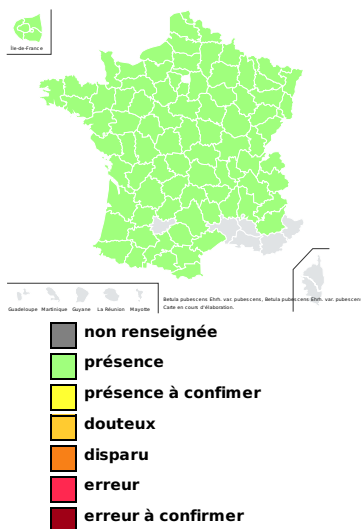 Île-de-France
Guadeloupe Martinique Guyane La Réunion Mayotte
Betula pubescens Ehrh. var. pubescens, Betula pubescens Ehrh. var. pubescens
Carte en cours d'élaboration.
non renseignée
présence
présence à confimer
douteux
disparu
erreur
erreur à confirmer